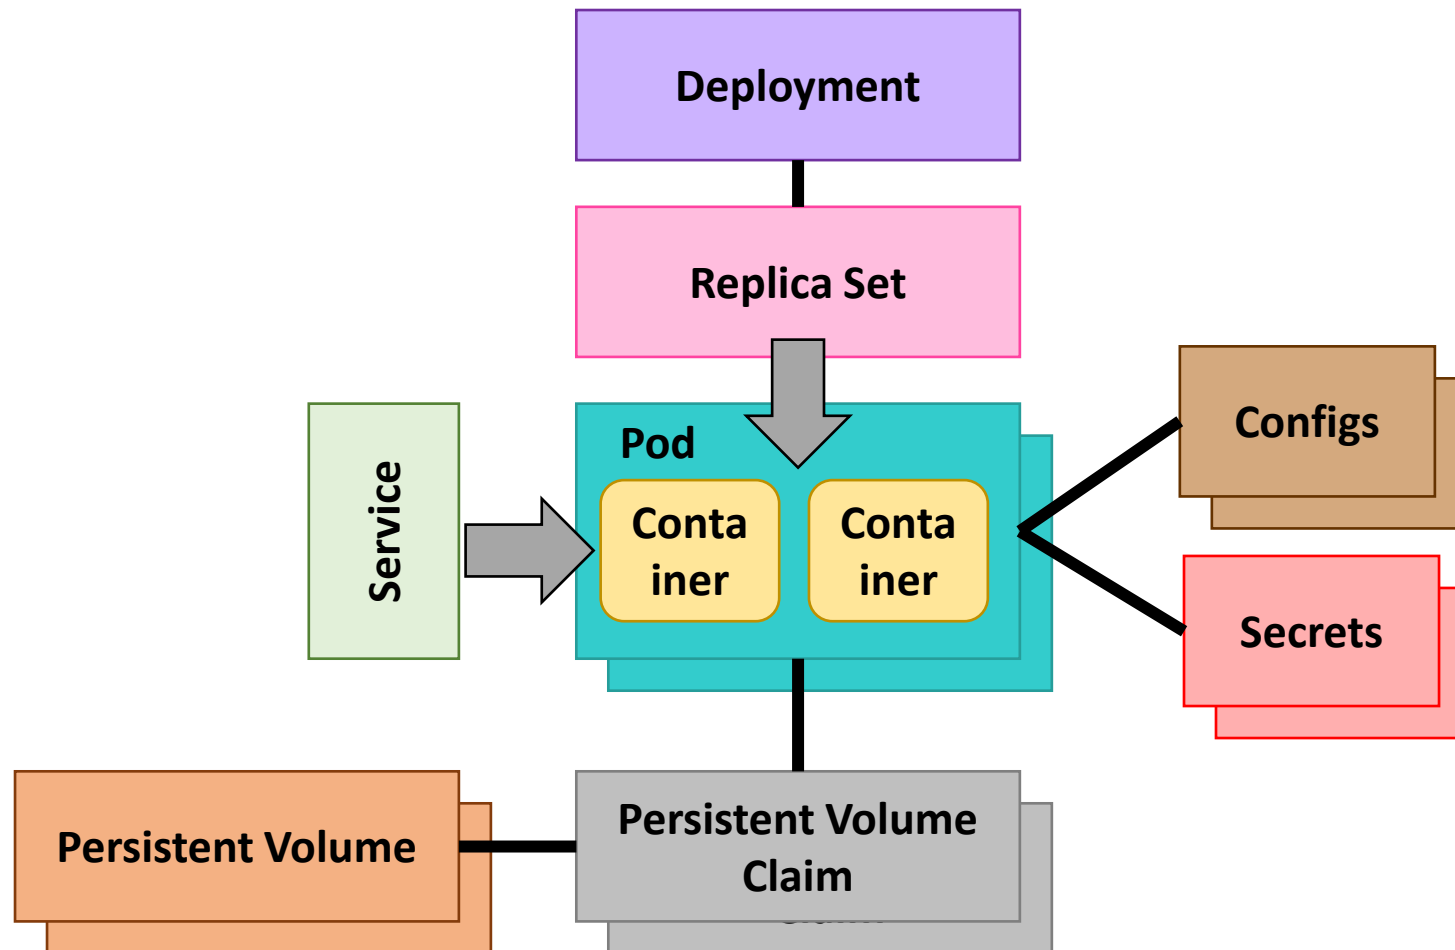 Deployment
Replica Set
Pod
Conta
iner
Conta
iner
Service
Configs
Secrets
Persistent Volume
Persistent Volume
Claim